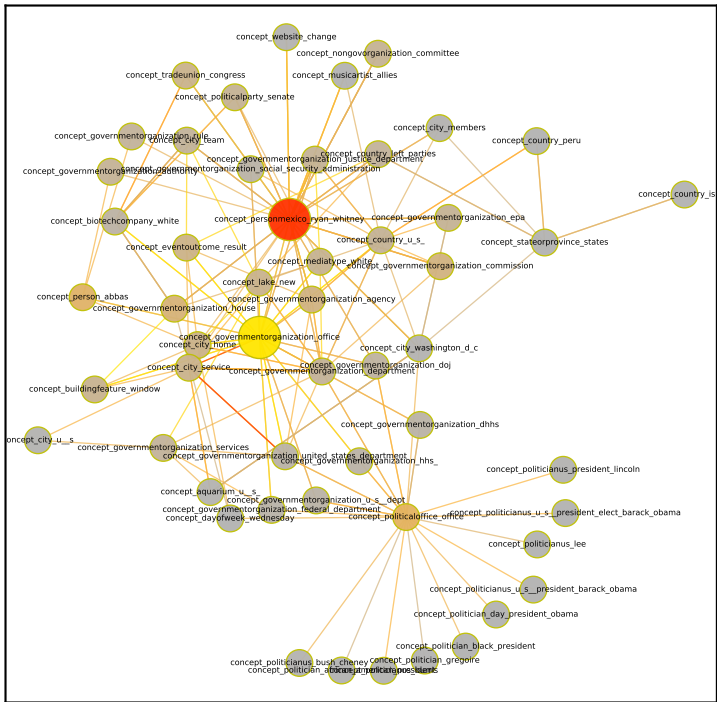 concept_website_change
concept_nongovorganization_committee
concept_tradeunion_congress
concept_musicartist_allies
concept_politicalparty_senate
concept_city_members
concept_governmentorganization_rule
concept_city_team
concept_country_peru
concept_country_left_parties
concept_governmentorganization_justice_department
concept_governmentorganization_social_security_administration
concept_governmentorganization_authority
concept_country_is
concept_biotechcompany_white
concept_personmexico_ryan_whitney
concept_governmentorganization_epa
concept_country_u_s_
concept_stateorprovince_states
concept_eventoutcome_result
concept_mediatype_white
concept_governmentorganization_commission
concept_lake_new
concept_person_abbas
concept_governmentorganization_agency
concept_governmentorganization_house
concept_governmentorganization_office
concept_city_home
concept_city_washington_d_c
concept_governmentorganization_doj
concept_city_service
concept_governmentorganization_department
concept_buildingfeature_window
concept_governmentorganization_dhhs
concept_city_u__s
concept_governmentorganization_services
concept_governmentorganization_united_states_department
concept_governmentorganization_hhs_
concept_politicianus_president_lincoln
concept_aquarium_u__s_
concept_governmentorganization_u_s__dept
concept_governmentorganization_federal_department
concept_dayofweek_wednesday
concept_politicaloffice_office
concept_politicianus_u_s__president_elect_barack_obama
concept_politicianus_lee
concept_politicianus_u_s__president_barack_obama
concept_politician_day_president_obama
concept_politician_black_president
concept_politicianus_bush_cheney
concept_politician_gregoire